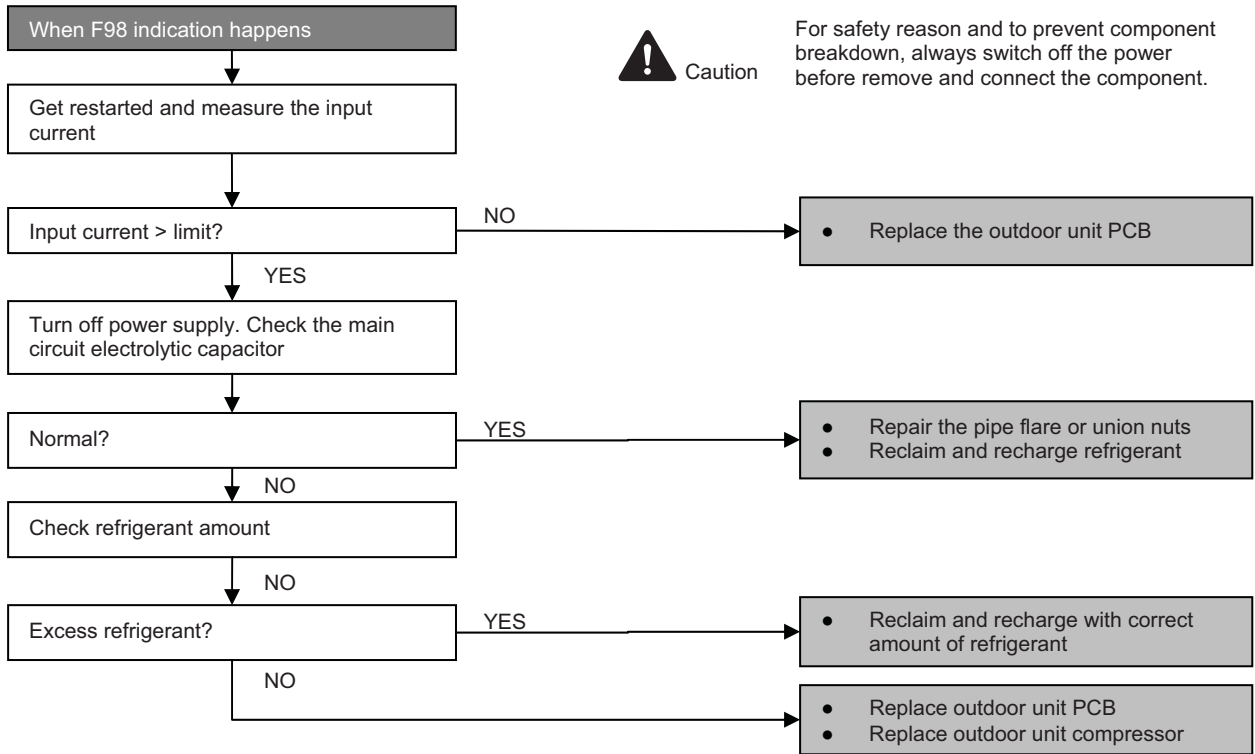 When F98 indication happens
Caution
For safety reason and to prevent component
breakdown, always switch off the power
before remove and connect the component.
Get restarted and measure the input
current
Input current > limit?
NO
● Replace the outdoor unit PCB
YES
Turn off power supply. Check the main
circuit electrolytic capacitor
Normal?
YES
● Repair the pipe flare or union nuts
● Reclaim and recharge refrigerant
NO
Check refrigerant amount
NO
Excess refrigerant?
YES
● Reclaim and recharge with correct
amount of refrigerant
NO
● Replace outdoor unit PCB
● Replace outdoor unit compressor